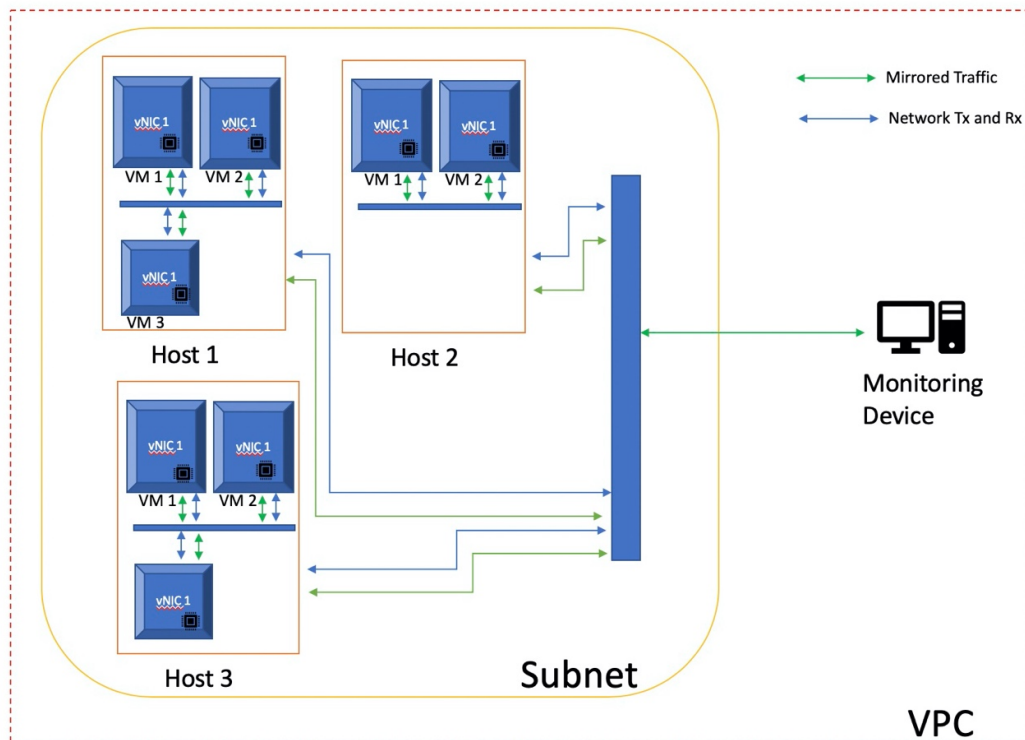 vNIC 1
vNIC 1
VM 1
VM 2
vNIC 1
VM 3
Host 1
vNIC 1
vNIC 1
VM 1
VM 2
Host 2
Mirrored Traffic
Network Tx and Rx
Monitoring
Device
vNIC 1
vNIC 1
VM 1
VM 2
vNIC 1
Host 3
Subnet
VPC